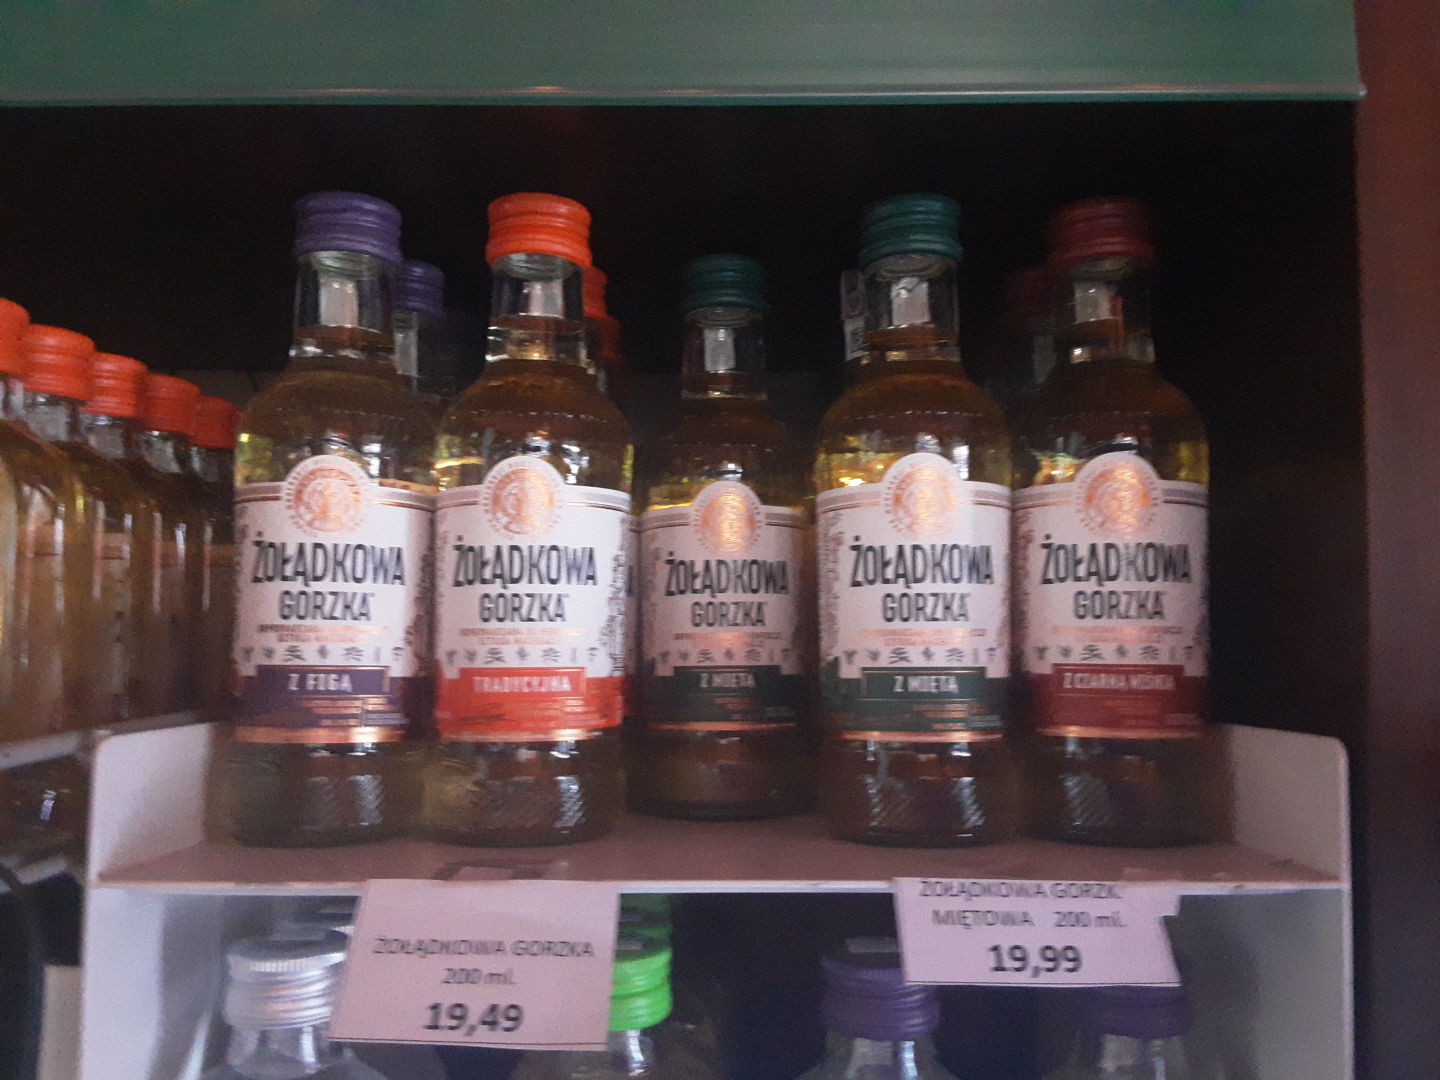 ŻOŁĄDKOWA
GORZKA
Z FIGĄ
ŻOŁĄDKOWA
GORZKA
TRADYCYJNA
ŻOŁĄDKOWA
GORZKA
Z MIĘTĄ
ŻOŁĄDKOWA
GORZKA
Z MIĘTĄ
ŻOŁĄDKOWA
GORZKA
Z CZARNĄ WIŚNIĄ
ŻOŁĄDKOWA GORZKA
200 ml.
19,49
ŻOŁĄDKOWA GORZK.
MIĘTOWA 200 ml.
19,99